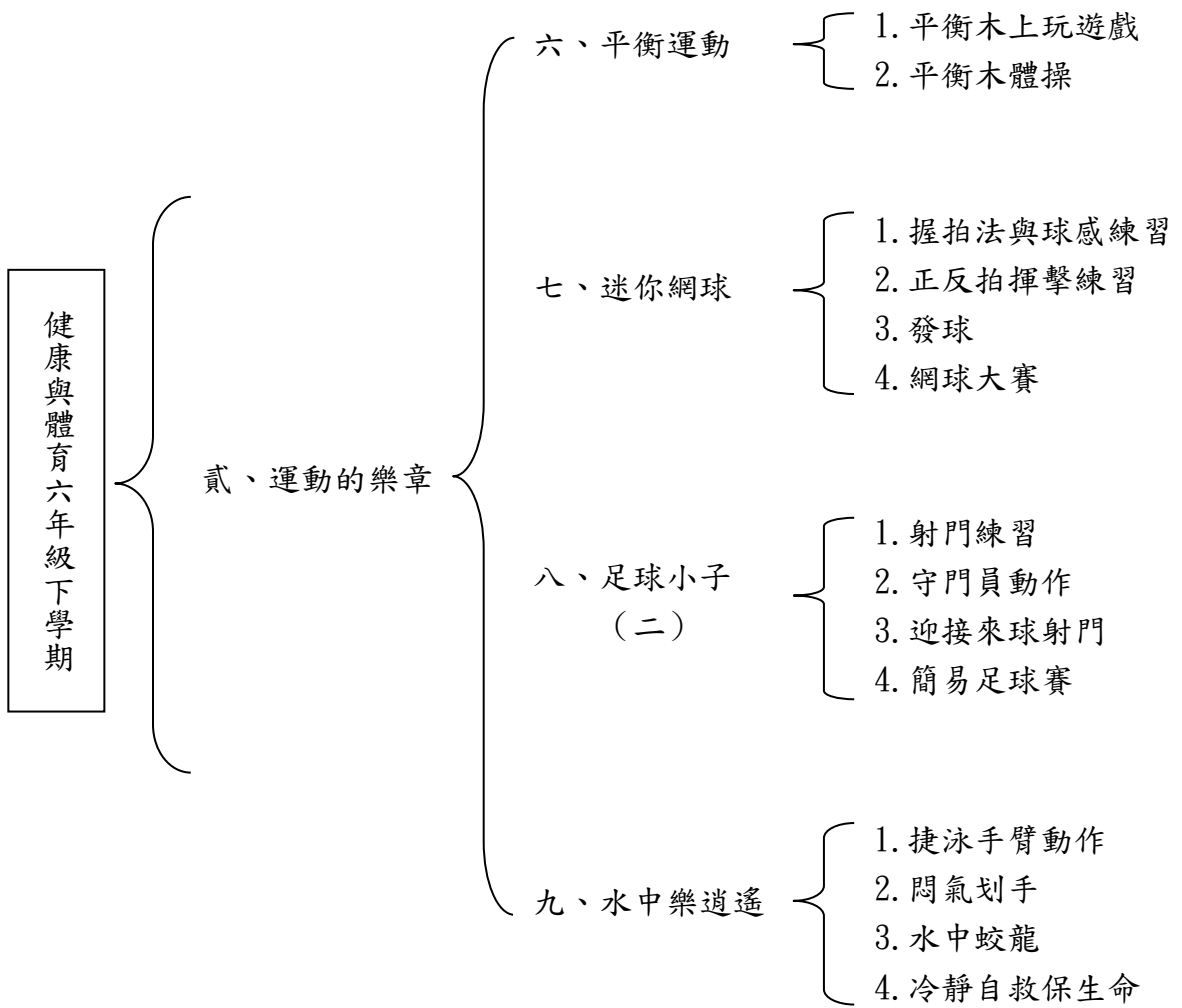 健康與體育六年級下學期
貳、運動的樂章
六、平衡運動
1.平衡木上玩遊戲
2.平衡木體操
七、迷你網球
1.握拍法與球感練習
2.正反拍揮擊練習
3.發球
4.網球大賽
八、足球小子
（二）
1.射門練習
2.守門員動作
3.迎接來球射門
4.簡易足球賽
九、水中樂逍遙
1.捷泳手臂動作
2.悶氣划手
3.水中蛟龍
4.冷靜自救保生命